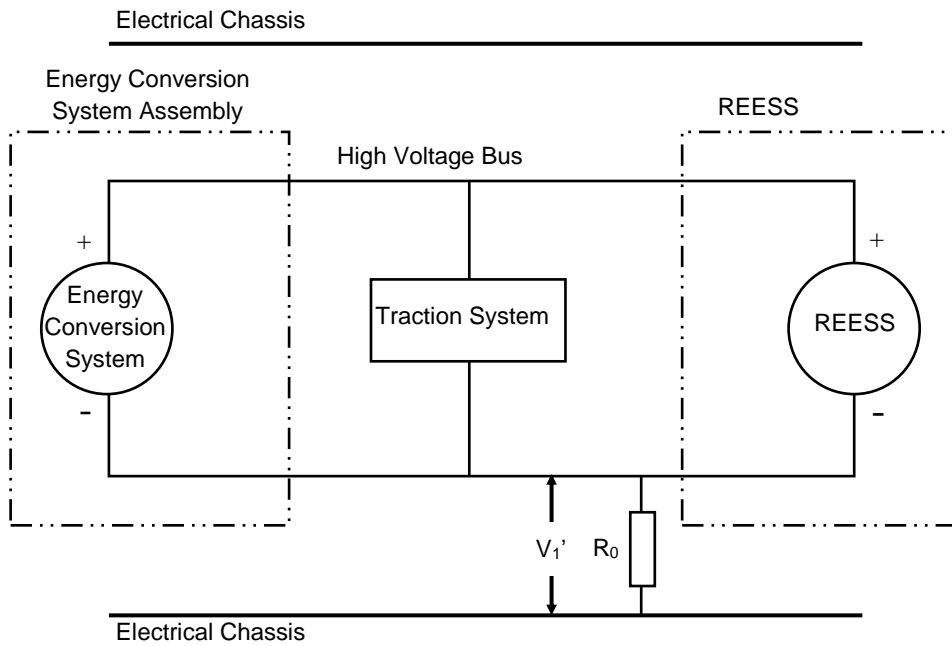 Electrical Chassis
Energy Conversion
System Assembly
REESS
High Voltage Bus
+
+
Energy
Conversion
System
Traction System
REESS
-
-
V₁’
R₀
Electrical Chassis